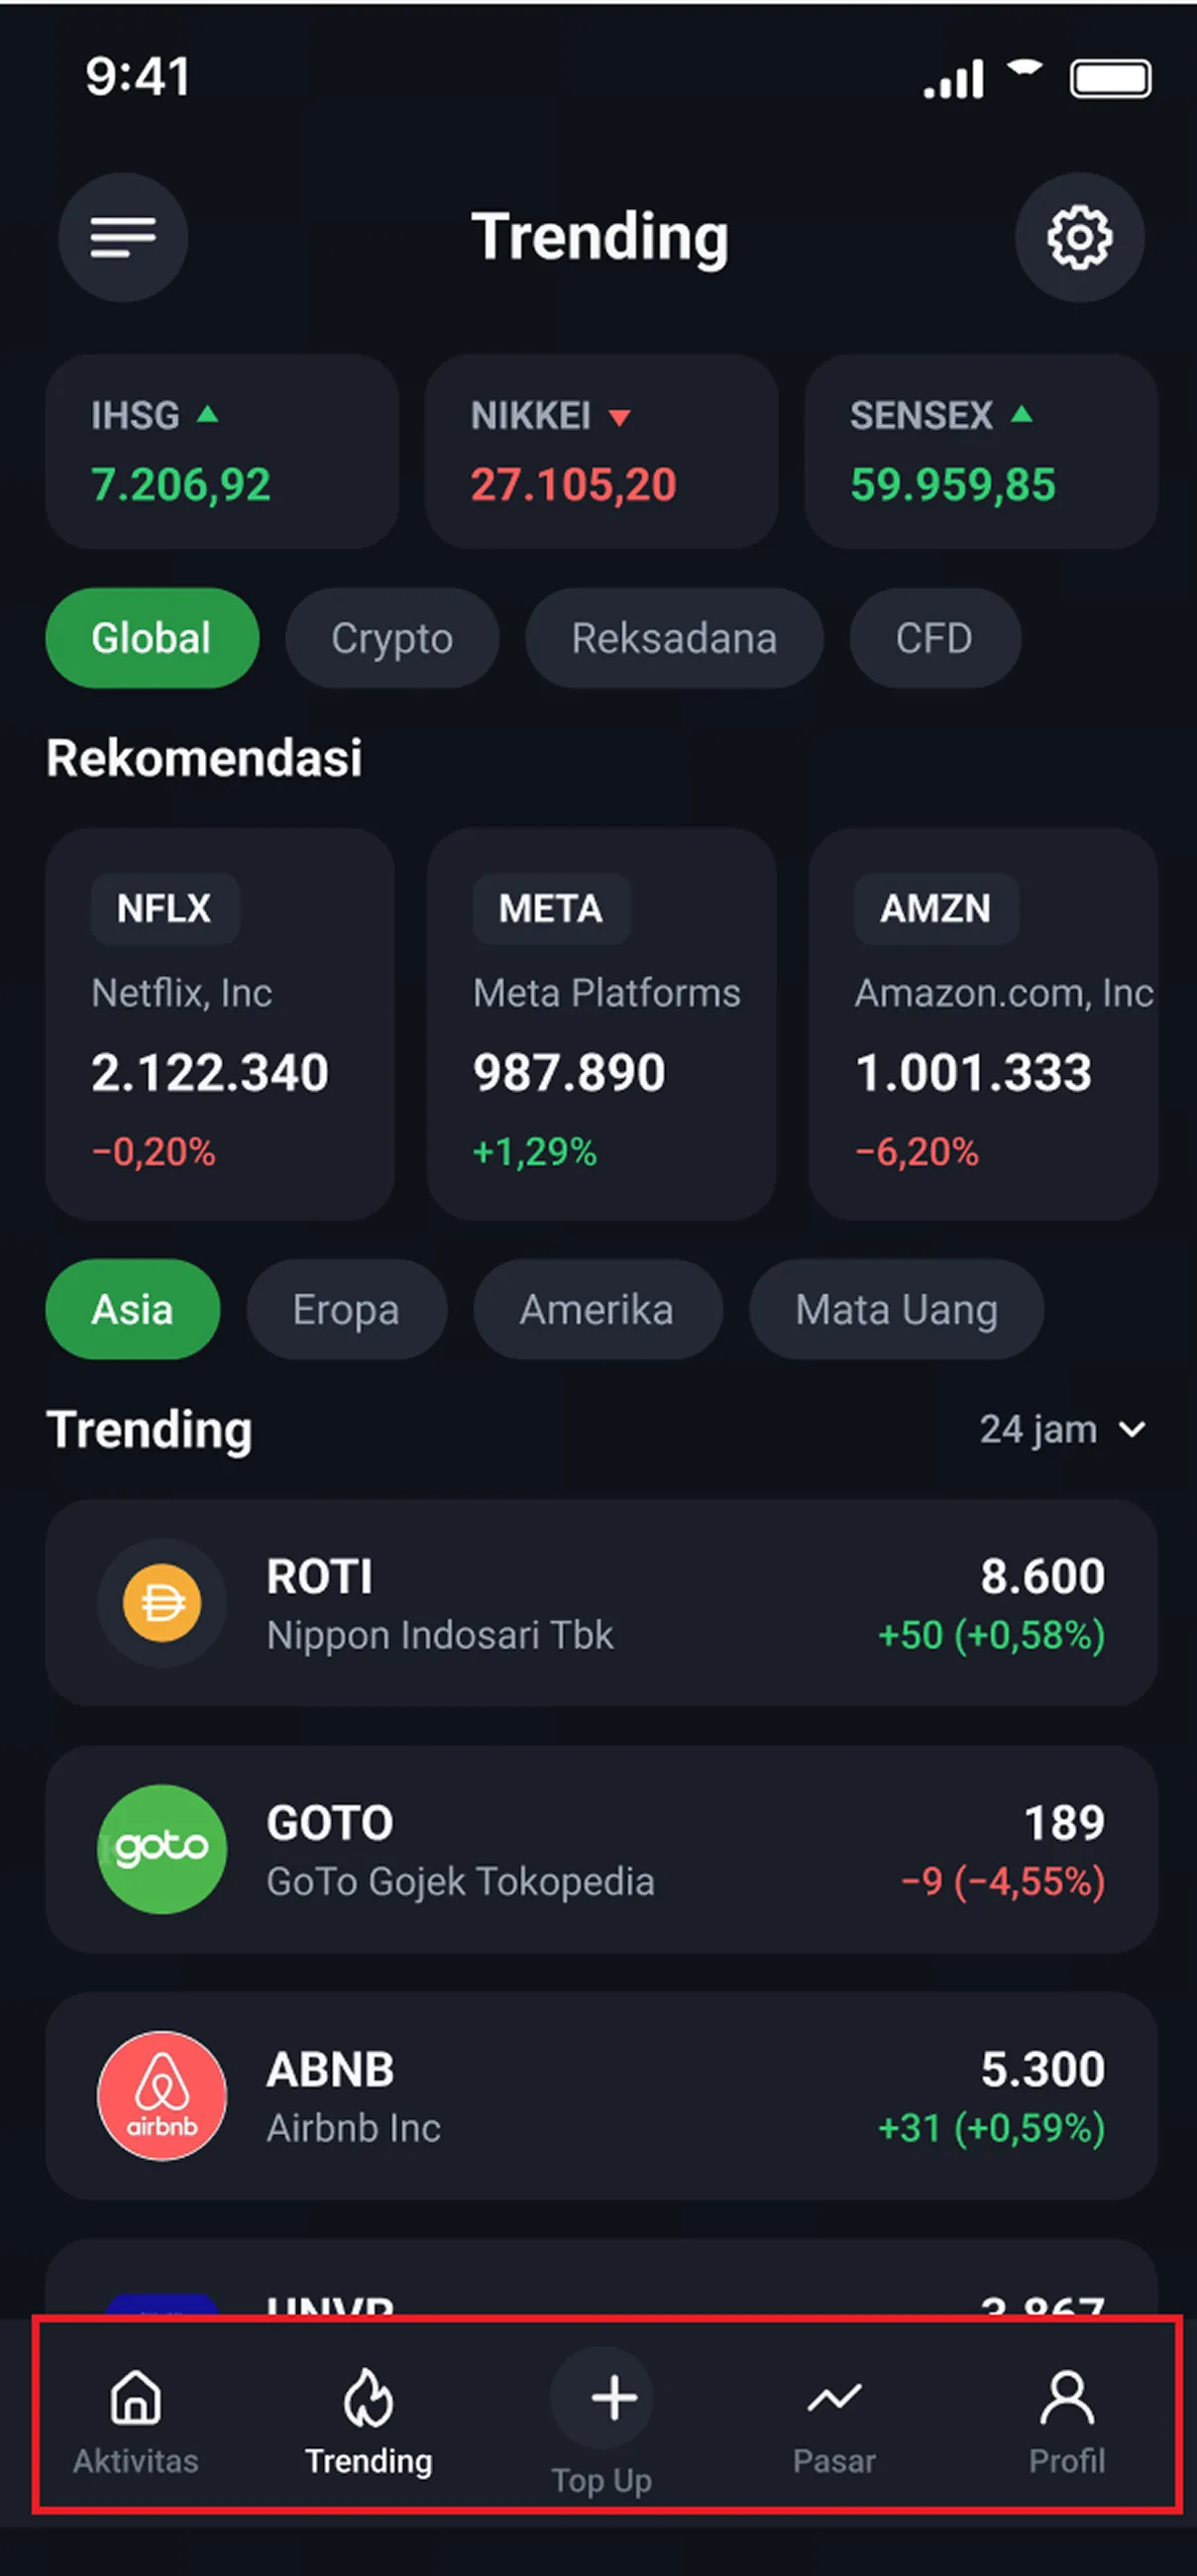 9:41
Trending
IHSG
7.206,92
NIKKEI
27.105,20
SENSEX
59.959,85
Global
Crypto
Reksadana
CFD
Rekomendasi
NFLX
Netflix, Inc
2.122.340
−0,20%
META
Meta Platforms
987.890
+1,29%
AMZN
Amazon.com, Inc
1.001.333
−6,20%
Asia
Eropa
Amerika
Mata Uang
Trending
24 jam
ROTI
Nippon Indosari Tbk
8.600
+50 (+0,58%)
goto
GOTO
GoTo Gojek Tokopedia
189
−9 (−4,55%)
airbnb
ABNB
Airbnb Inc
5.300
+31 (+0,59%)
UNVR
3.867
Aktivitas
Trending
Top Up
Pasar
Profil